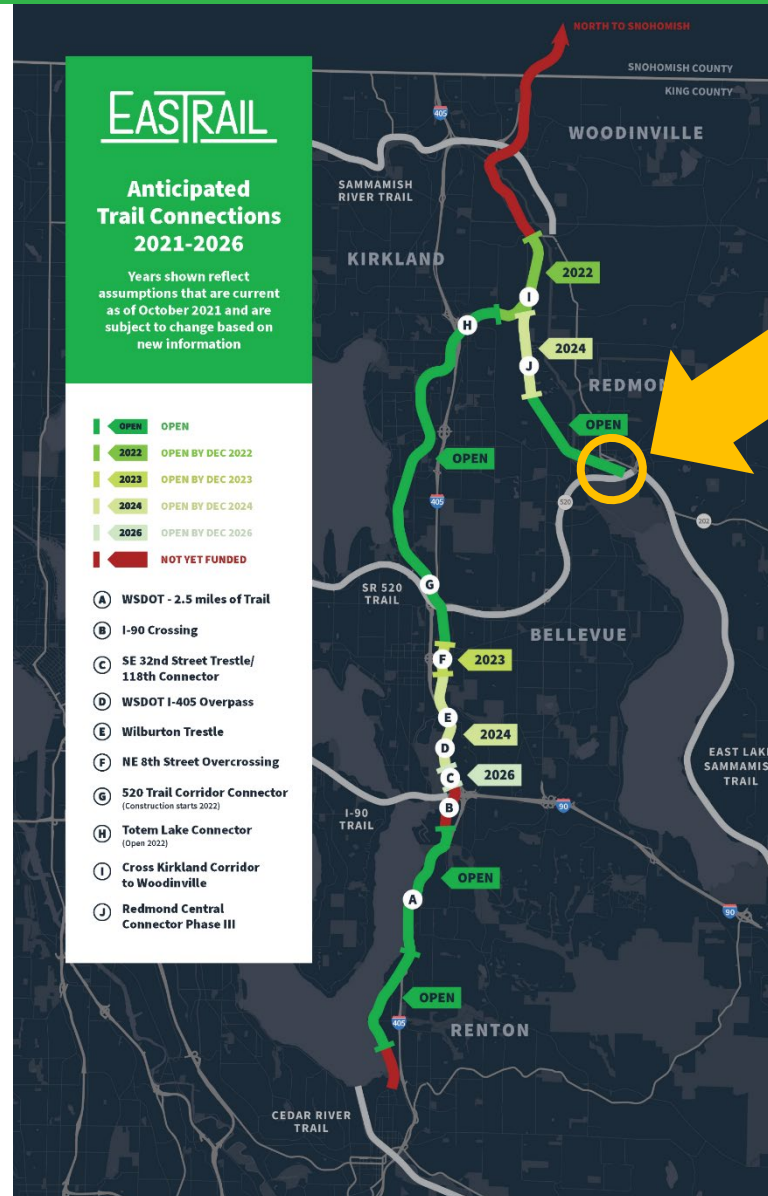 EASTRAIL
Anticipated
Trail Connections
2021-2026
Years shown reflect
assumptions that are current
as of October 2021 and are
subject to change based on
new information
OPEN OPEN
2022 OPEN BY DEC 2022
2023 OPEN BY DEC 2023
2024 OPEN BY DEC 2024
2026 OPEN BY DEC 2026
NOT YET FUNDED
A WSDOT - 2.5 miles of Trail
B I-90 Crossing
C SE 32nd Street Trestle/
118th Connector
D WSDOT I-405 Overpass
E Wilburton Trestle
F NE 8th Street Overcrossing
G 520 Trail Corridor Connector
(Construction starts 2022)
H Totem Lake Connector
(Open 2022)
I Cross Kirkland Corridor
to Woodinville
J Redmond Central
Connector Phase III
NORTH TO SNOHOMISH
SNOHOMISH COUNTY
KING COUNTY
405
WOODINVILLE
SAMMAMISH
RIVER TRAIL
KIRKLAND
2022
I
H
2024
J
REDMON
OPEN
OPEN
405
520
202
SR 520
TRAIL
G
BELLEVUE
F
2023
E
2024
D
EAST LAKE
SAMMAMIS
TRAIL
C
2026
B
90
I-90
TRAIL
OPEN
A
90
OPEN
405
RENTON
CEDAR RIVER
TRAIL